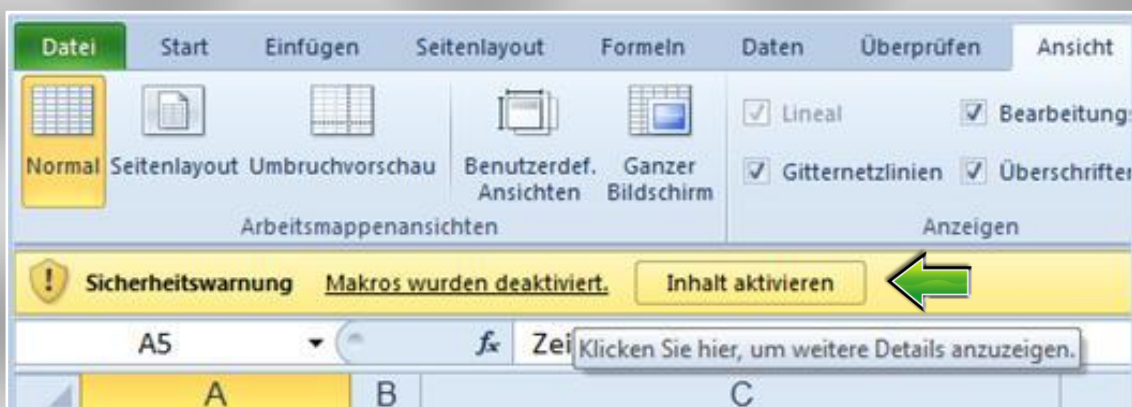 Datei Start Einfügen Seitenlayout Formeln Daten Überprüfen Ansicht
Lineal Bearbeitungs
Normal Seitenlayout Umbruchvorschau Benutzerdef. Ansichten Ganzer Bildschirm
Gitternetzlinien Überschriften
Arbeitsmappenansichten Anzeigen
! Sicherheitswarnung Makros wurden deaktiviert. Inhalt aktivieren
A5 fx Zei
Klicken Sie hier, um weitere Details anzuzeigen.
A B C